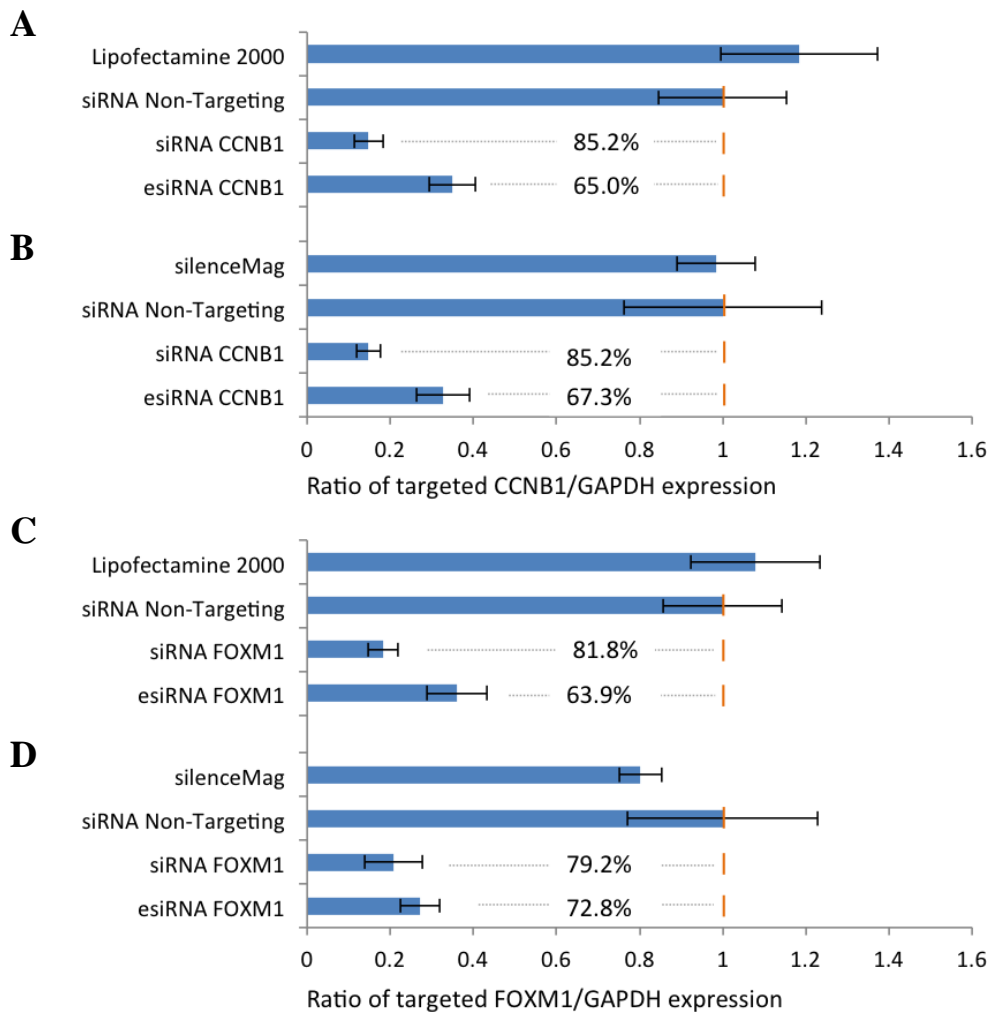 A
Lipofectamine 2000
siRNA Non-Targeting
siRNA CCNB1 85.2%
esiRNA CCNB1 65.0%
B
silenceMag
siRNA Non-Targeting
siRNA CCNB1 85.2%
esiRNA CCNB1 67.3%
0 0.2 0.4 0.6 0.8 1 1.2 1.4 1.6
Ratio of targeted CCNB1/GAPDH expression
C
Lipofectamine 2000
siRNA Non-Targeting
siRNA FOXM1 81.8%
esiRNA FOXM1 63.9%
D
silenceMag
siRNA Non-Targeting
siRNA FOXM1 79.2%
esiRNA FOXM1 72.8%
0 0.2 0.4 0.6 0.8 1 1.2 1.4 1.6
Ratio of targeted FOXM1/GAPDH expression